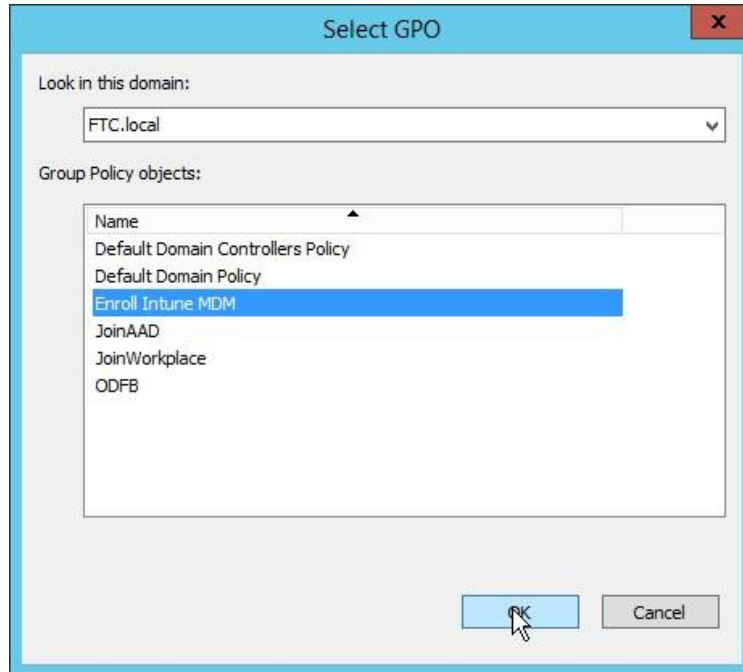 Select GPO
x
Look in this domain:
FTC.local
Group Policy objects:
Name
Default Domain Controllers Policy
Default Domain Policy
Enroll Intune MDM
JoinAAD
JoinWorkplace
ODFB
OK
Cancel